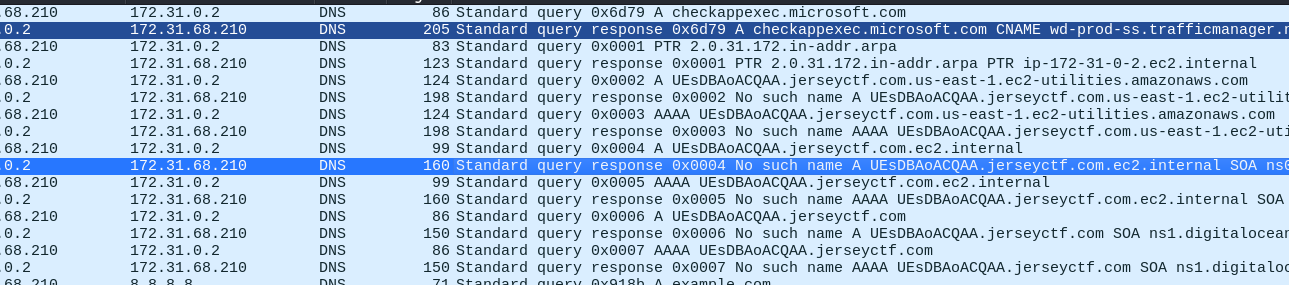 .68.210 172.31.0.2 DNS 86 Standard query 0x6d79 A checkappexec.microsoft.com
.0.2 172.31.68.210 DNS 205 Standard query response 0x6d79 A checkappexec.microsoft.com CNAME wd-prod-ss.trafficmanager.n
.68.210 172.31.0.2 DNS 83 Standard query 0x0001 PTR 2.0.31.172.in-addr.arpa
.0.2 172.31.68.210 DNS 123 Standard query response 0x0001 PTR 2.0.31.172.in-addr.arpa PTR ip-172-31-0-2.ec2.internal
.68.210 172.31.0.2 DNS 124 Standard query 0x0002 A UEsDBAoACQAA.jerseyctf.com.us-east-1.ec2-utilities.amazonaws.com
.0.2 172.31.68.210 DNS 198 Standard query response 0x0002 No such name A UEsDBAoACQAA.jerseyctf.com.us-east-1.ec2-utilit
.68.210 172.31.0.2 DNS 124 Standard query 0x0003 AAAA UEsDBAoACQAA.jerseyctf.com.us-east-1.ec2-utilities.amazonaws.com
.0.2 172.31.68.210 DNS 198 Standard query response 0x0003 No such name AAAA UEsDBAoACQAA.jerseyctf.com.us-east-1.ec2-uti
.68.210 172.31.0.2 DNS 99 Standard query 0x0004 A UEsDBAoACQAA.jerseyctf.com.ec2.internal
.0.2 172.31.68.210 DNS 160 Standard query response 0x0004 No such name A UEsDBAoACQAA.jerseyctf.com.ec2.internal SOA ns0
.68.210 172.31.0.2 DNS 99 Standard query 0x0005 AAAA UEsDBAoACQAA.jerseyctf.com.ec2.internal
.0.2 172.31.68.210 DNS 160 Standard query response 0x0005 No such name AAAA UEsDBAoACQAA.jerseyctf.com.ec2.internal SOA
.68.210 172.31.0.2 DNS 86 Standard query 0x0006 A UEsDBAoACQAA.jerseyctf.com
.0.2 172.31.68.210 DNS 150 Standard query response 0x0006 No such name A UEsDBAoACQAA.jerseyctf.com SOA ns1.digitalocean
.68.210 172.31.0.2 DNS 86 Standard query 0x0007 AAAA UEsDBAoACQAA.jerseyctf.com
.0.2 172.31.68.210 DNS 150 Standard query response 0x0007 No such name AAAA UEsDBAoACQAA.jerseyctf.com SOA ns1.digitaloc
.68.210 8.8.8.8 DNS 71 Standard query 0x918b A example.com